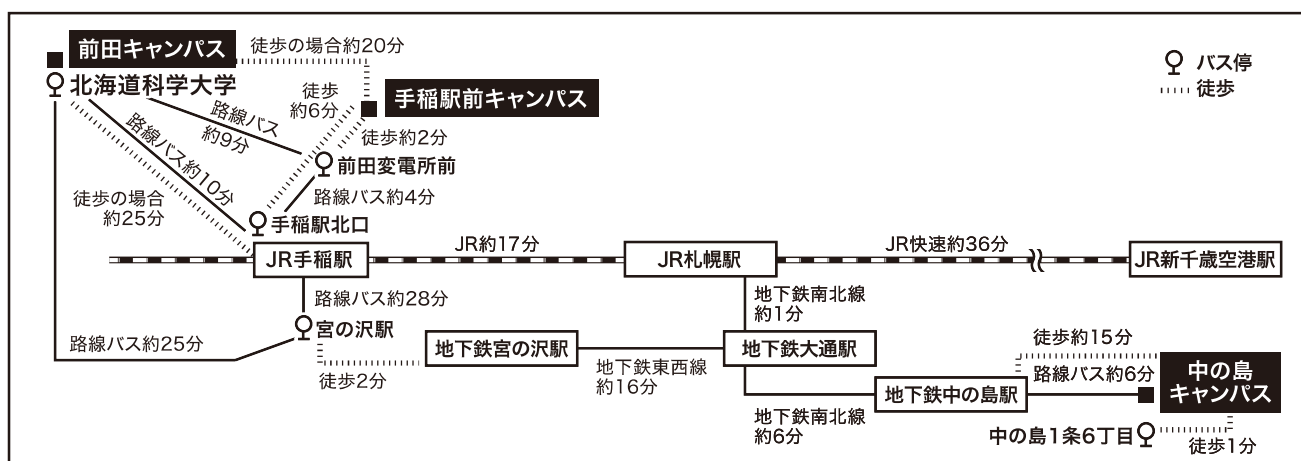 前田キャンパス
徒歩の場合約20分
北海道科学大学
バス停
徒歩
徒歩
約6分
手稲駅前キャンパス
路線バス
約9分
徒歩約2分
路線バス約10分
前田変電所前
路線バス約4分
徒歩の場合
約25分
手稲駅北口
JR手稲駅
JR約17分
JR札幌駅
JR快速約36分
JR新千歳空港駅
路線バス約28分
地下鉄南北線
約1分
宮の沢駅
路線バス約25分
地下鉄宮の沢駅
徒歩2分
地下鉄東西線
約16分
地下鉄大通駅
徒歩約15分
路線バス約6分
中の島
キャンパス
地下鉄中の島駅
地下鉄南北線
約6分
中の島1条6丁目
徒歩1分